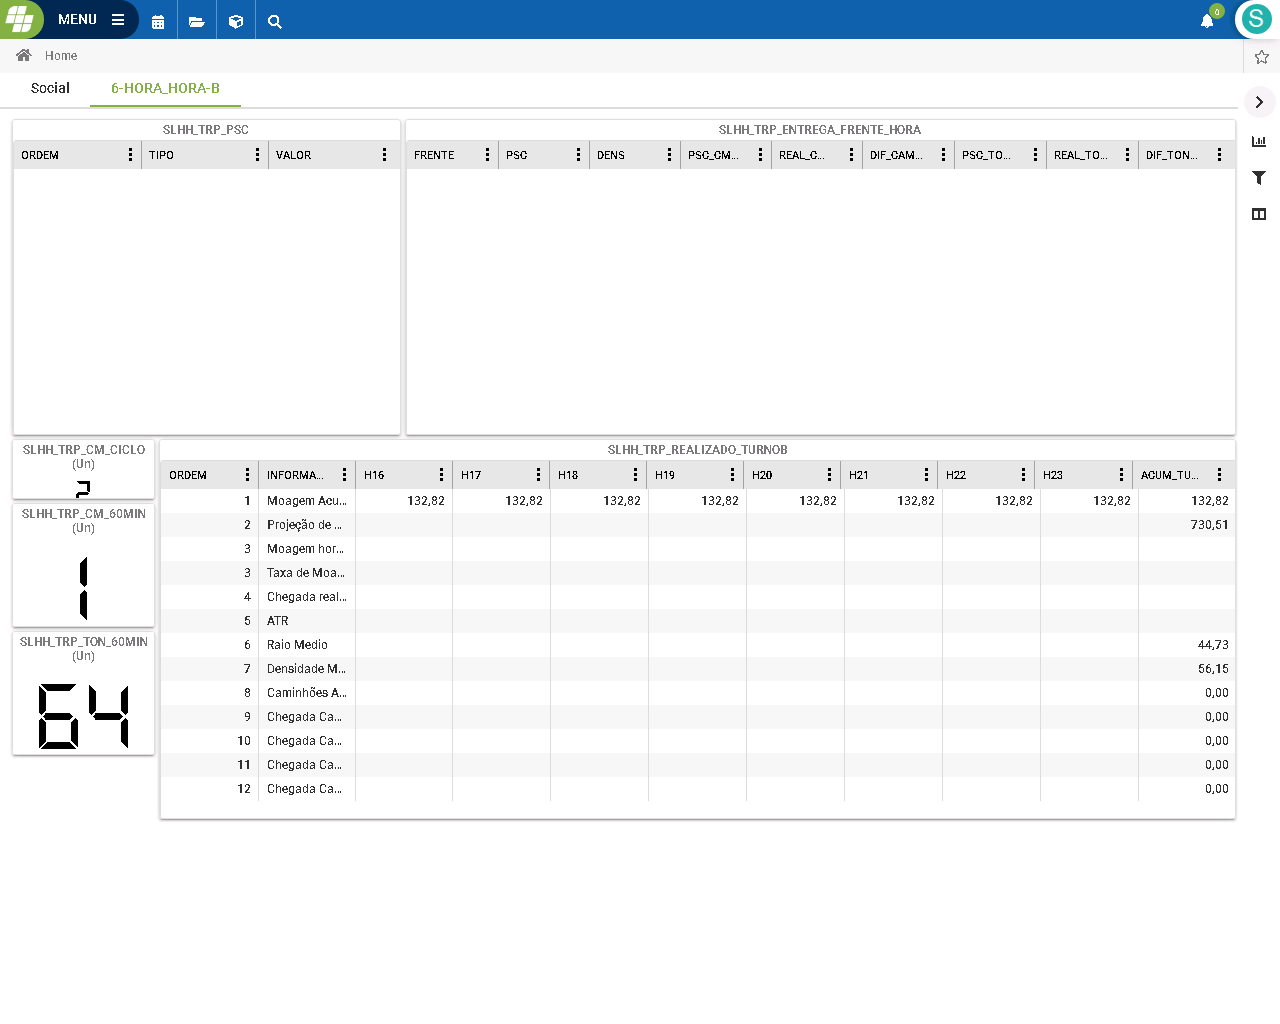 MENU
0
S
Home
Social
6-HORA_HORA-B
SLHH_TRP_PSC
ORDEM TIPO VALOR
SLHH_TRP_ENTREGA_FRENTE_HORA
FRENTE PSC DENS PSC_CM... REAL_C... DIF_CAM... PSC_TO... REAL_TO... DIF_TON...
SLHH_TRP_CM_CICLO
(Un)
2
SLHH_TRP_CM_60MIN
(Un)
1
SLHH_TRP_TON_60MIN
(Un)
64
SLHH_TRP_REALIZADO_TURNOB
ORDEM INFORMA... H16 H17 H18 H19 H20 H21 H22 H23 ACUM_TU...
1 Moagem Acu... 132,82 132,82 132,82 132,82 132,82 132,82 132,82 132,82 132,82
2 Projeção de ... 730,51
3 Moagem hor...
3 Taxa de Moa...
4 Chegada real...
5 ATR
6 Raio Medio 44,73
7 Densidade M... 56,15
8 Caminhões A... 0,00
9 Chegada Ca... 0,00
10 Chegada Ca... 0,00
11 Chegada Ca... 0,00
12 Chegada Ca... 0,00